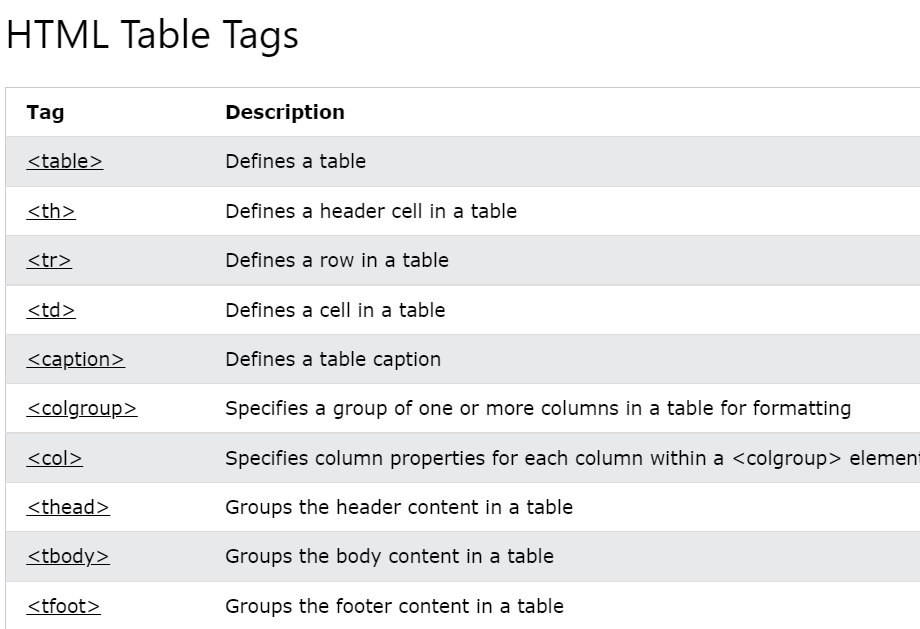 HTML Table Tags
Tag Description
<table> Defines a table
<th> Defines a header cell in a table
<tr> Defines a row in a table
<td> Defines a cell in a table
<caption> Defines a table caption
<colgroup> Specifies a group of one or more columns in a table for formatting
<col> Specifies column properties for each column within a <colgroup> element
<thead> Groups the header content in a table
<tbody> Groups the body content in a table
<tfoot> Groups the footer content in a table